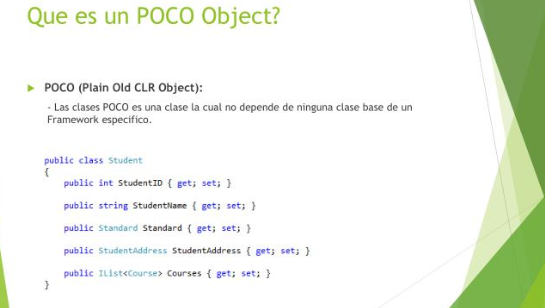 Que es un POCO Object?
POCO (Plain Old CLR Object):
- Las clases POCO es una clase la cual no depende de ninguna clase base de un
Framework especifico.
public class Student
{
public int StudentID { get; set; }
public string StudentName { get; set; }
public Standard Standard { get; set; }
public StudentAddress StudentAddress { get; set; }
public IList<Course> Courses { get; set; }
}